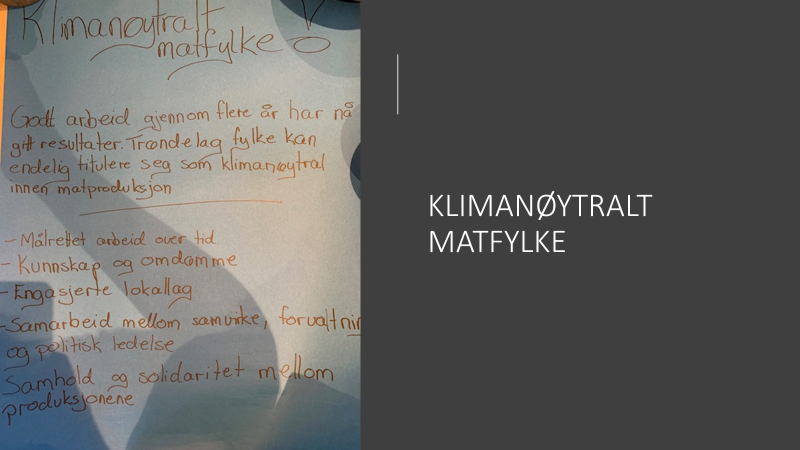 Klimanøytralt
matfylke!
Godt arbeid gjennom flere år har nå
gitt resultater. Trøndelag fylke kan
endelig titulere seg som klimanøytral
innen matproduksjon
- Målrettet arbeid over tid
- Kunnskap og omdømme
- Engasjerte lokallag
- Samarbeid mellom samvirke, forvaltnin
og politisk ledelse
Samhold og solidaritet mellom
produksjonene
KLIMANØYTRALT
MATFYLKE